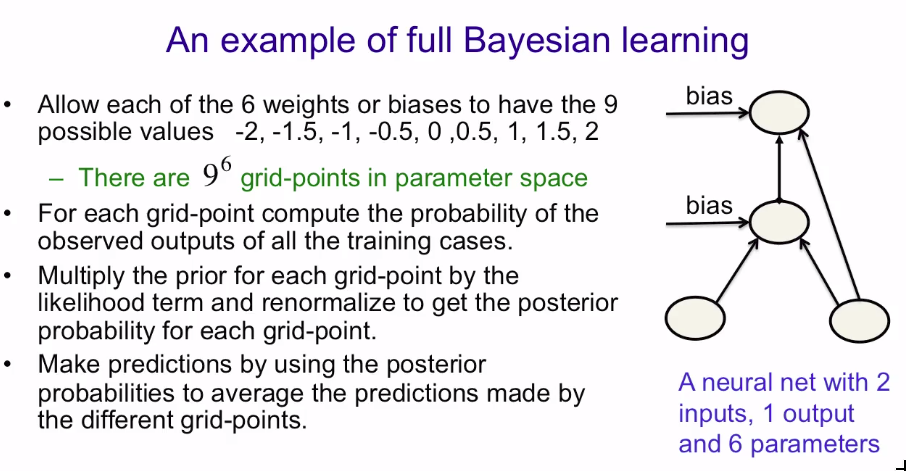 An example of full Bayesian learning
• Allow each of the 6 weights or biases to have the 9
possible values -2, -1.5, -1, -0.5, 0 ,0.5, 1, 1.5, 2
– There are 9⁶ grid-points in parameter space
• For each grid-point compute the probability of the
observed outputs of all the training cases.
• Multiply the prior for each grid-point by the
likelihood term and renormalize to get the posterior
probability for each grid-point.
• Make predictions by using the posterior
probabilities to average the predictions made by
the different grid-points.
bias
bias
A neural net with 2
inputs, 1 output
and 6 parameters